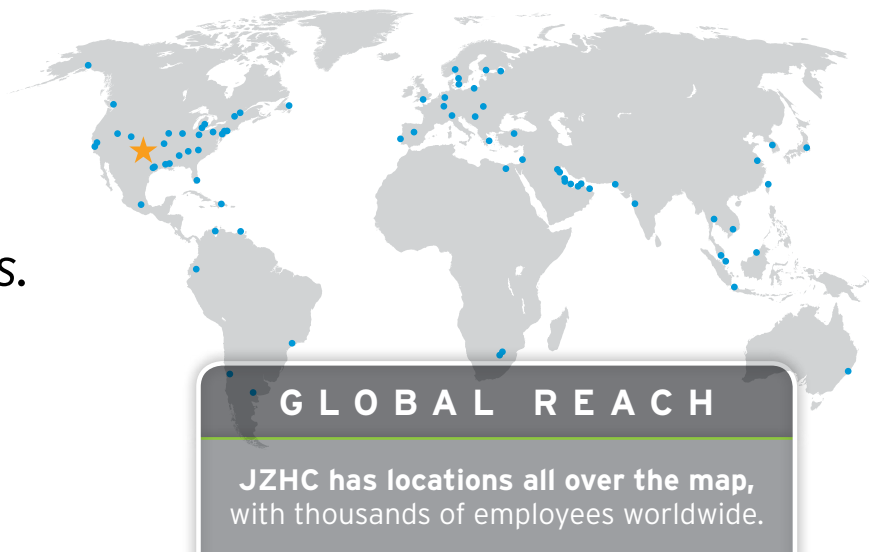 s.
GLOBAL REACH
JZHC has locations all over the map,
with thousands of employees worldwide.